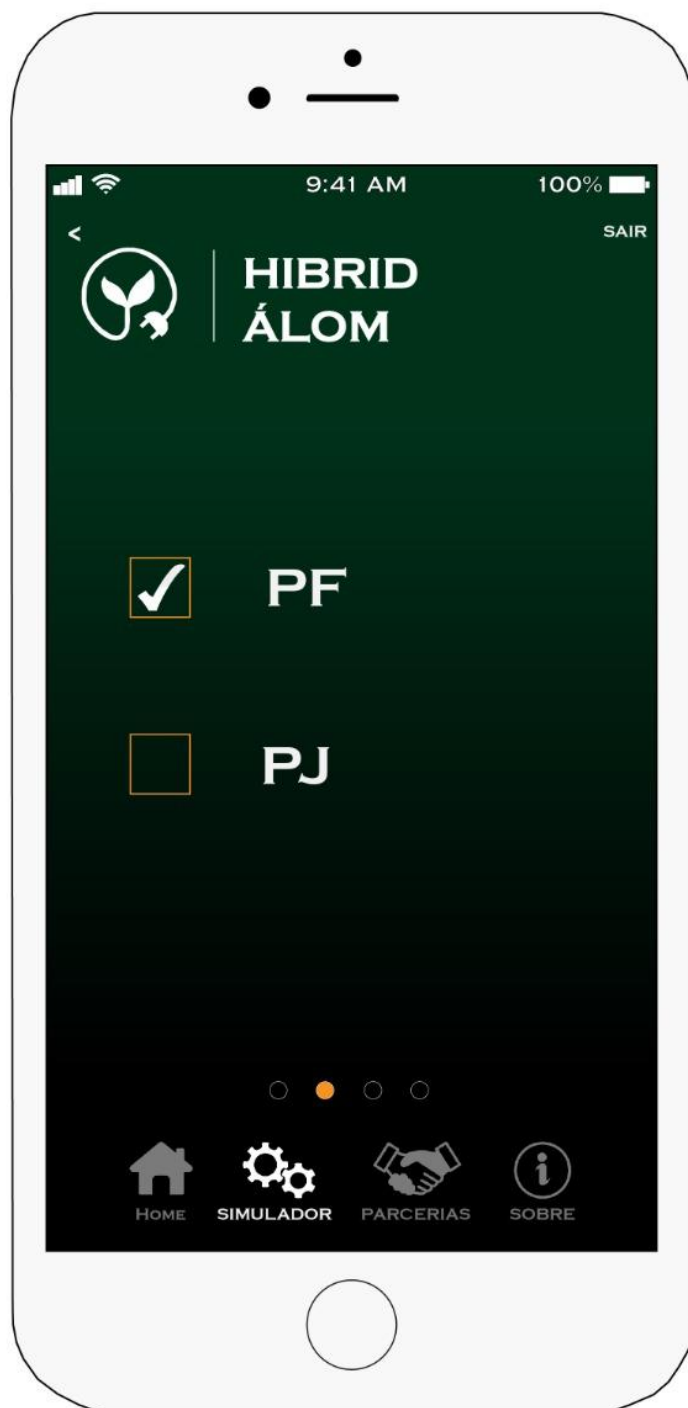 9:41 AM 100%
< SAIR
HIBRID
ÁLOM
PF
PJ
HOME SIMULADOR PARCERIAS SOBRE